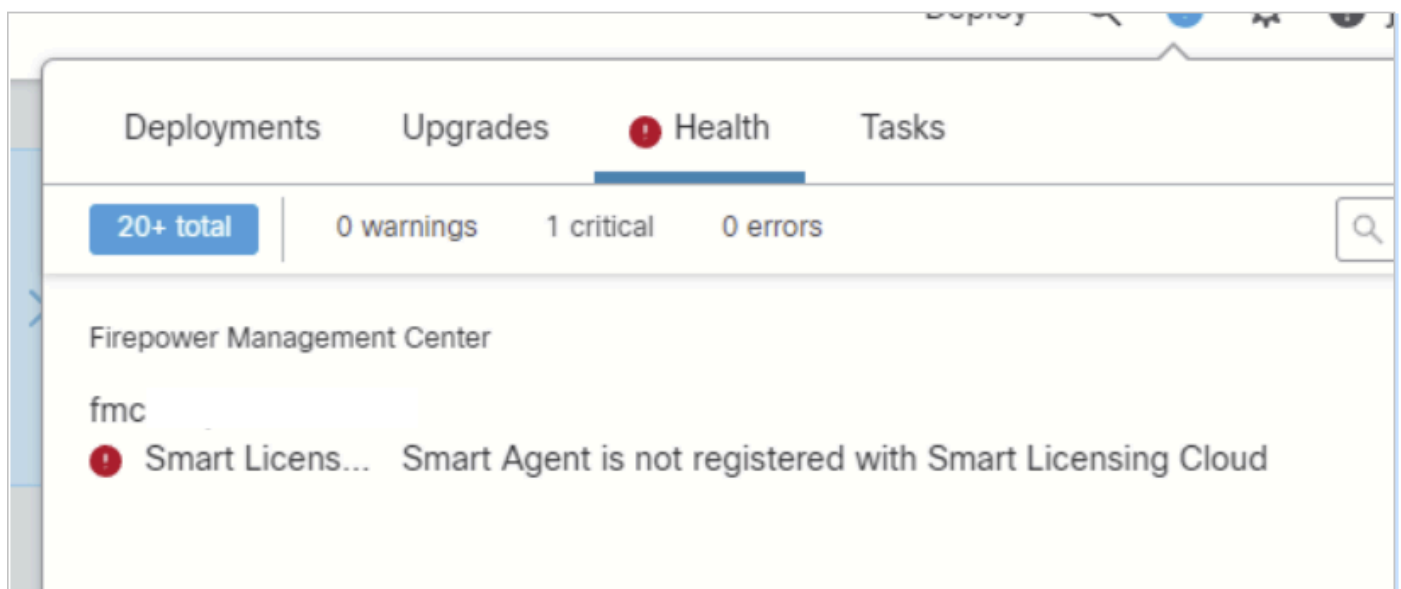 Deploy
Deployments Upgrades Health Tasks
20+ total 0 warnings 1 critical 0 errors
Firepower Management Center
fmc
Smart Licens... Smart Agent is not registered with Smart Licensing Cloud